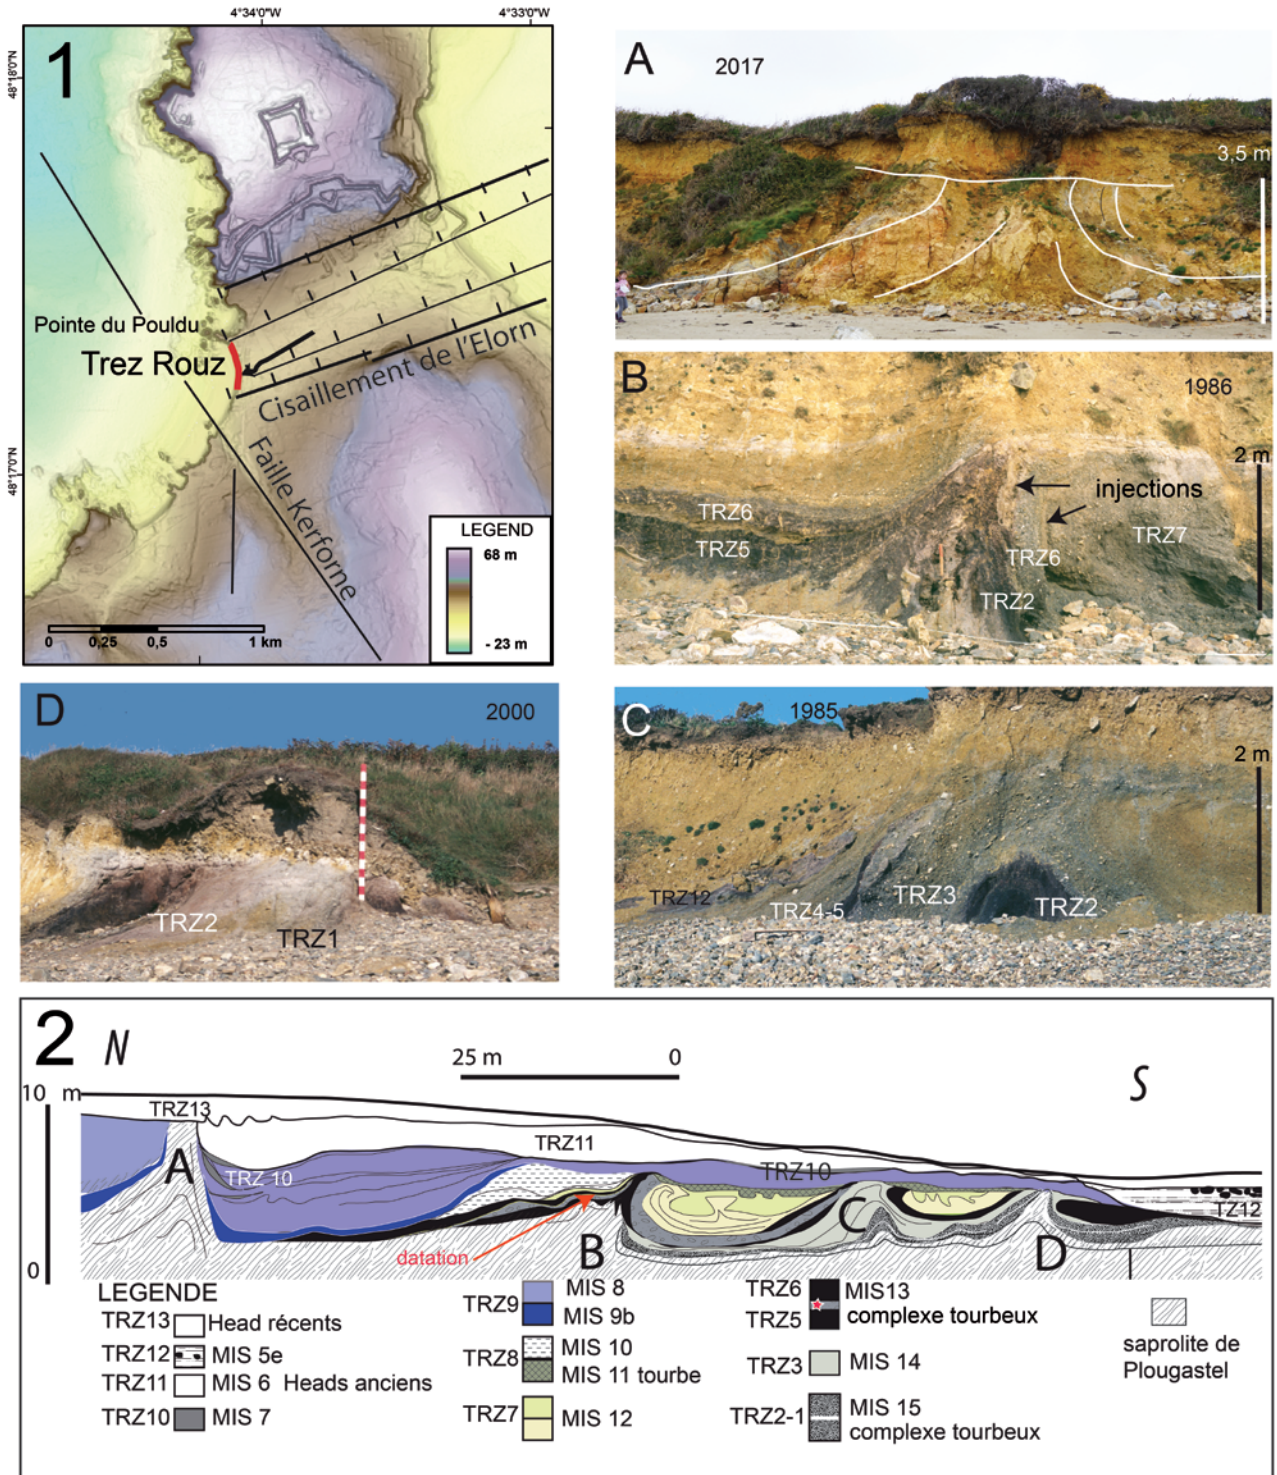 4°34'0"W
4°33'0"W
48°18'0"N
1
Pointe du Pouldu
Trez Rouz
Cisaillement de l'Elorn
48°17'0"N
Faille Kerforne
LEGEND
68 m
- 23 m
0 0,25 0,5 1 km
A
2017
3,5 m
B
1986
2 m
injections
TRZ6
TRZ5
TRZ7
TRZ6
TRZ2
D
2000
TRZ2
TRZ1
C
1985
2 m
TRZ12
TRZ4-5
TRZ3
TRZ2
2
N
25 m 0
S
10 m
TRZ13
TRZ11
A
TRZ 10
TRZ10
C
TZ12
datation
B
D
0
LEGENDE
TRZ13 Head récents
TRZ12 MIS 5e
TRZ11 MIS 6 Heads anciens
TRZ10 MIS 7
TRZ9 MIS 8
MIS 9b
TRZ8 MIS 10
MIS 11 tourbe
TRZ7 MIS 12
TRZ6 MIS13
TRZ5 complexe tourbeux
TRZ3 MIS 14
TRZ2-1 MIS 15
complexe tourbeux
saprolite de
Plougastel